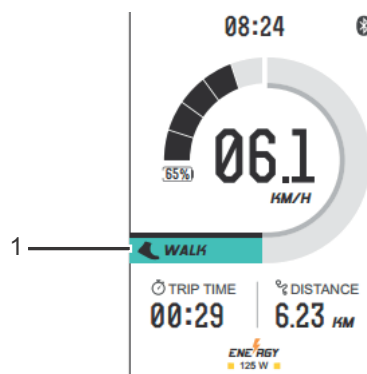 08:24
65%
06.1
KM/H
1
WALK
TRIP TIME
DISTANCE
00:29
6.23 KM
ENERGY
125 W